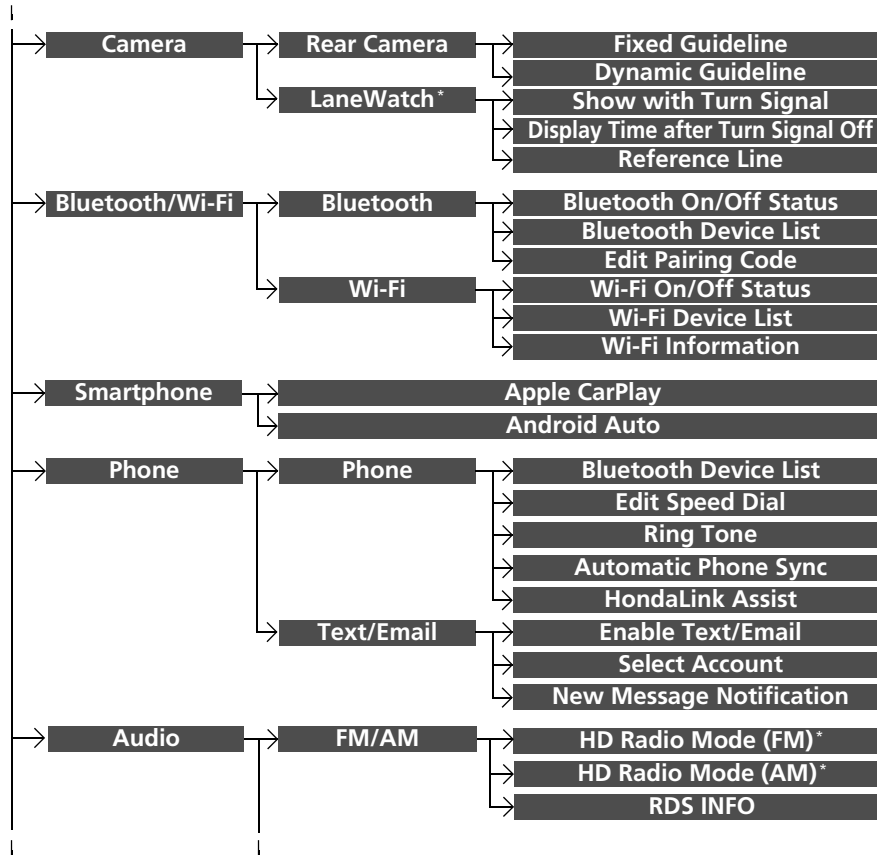 Camera
Rear Camera
Fixed Guideline
Dynamic Guideline
LaneWatch*
Show with Turn Signal
Display Time after Turn Signal Off
Reference Line
Bluetooth/Wi-Fi
Bluetooth
Bluetooth On/Off Status
Bluetooth Device List
Edit Pairing Code
Wi-Fi
Wi-Fi On/Off Status
Wi-Fi Device List
Wi-Fi Information
Smartphone
Apple CarPlay
Android Auto
Phone
Phone
Bluetooth Device List
Edit Speed Dial
Ring Tone
Automatic Phone Sync
HondaLink Assist
Text/Email
Enable Text/Email
Select Account
New Message Notification
Audio
FM/AM
HD Radio Mode (FM)*
HD Radio Mode (AM)*
RDS INFO